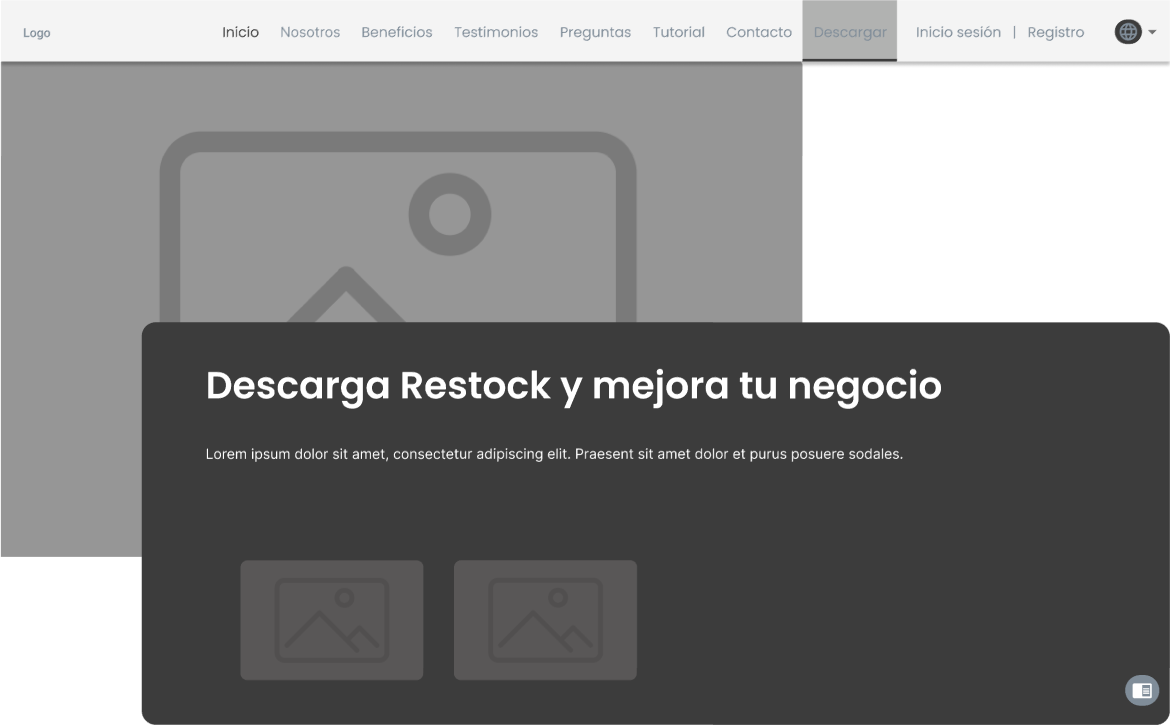 Logo Inicio Nosotros Beneficios Testimonios Preguntas Tutorial Contacto Descargar Inicio sesión | Registro
Descarga Restock y mejora tu negocio
Lorem ipsum dolor sit amet, consectetur adipiscing elit. Praesent sit amet dolor et purus posuere sodales.